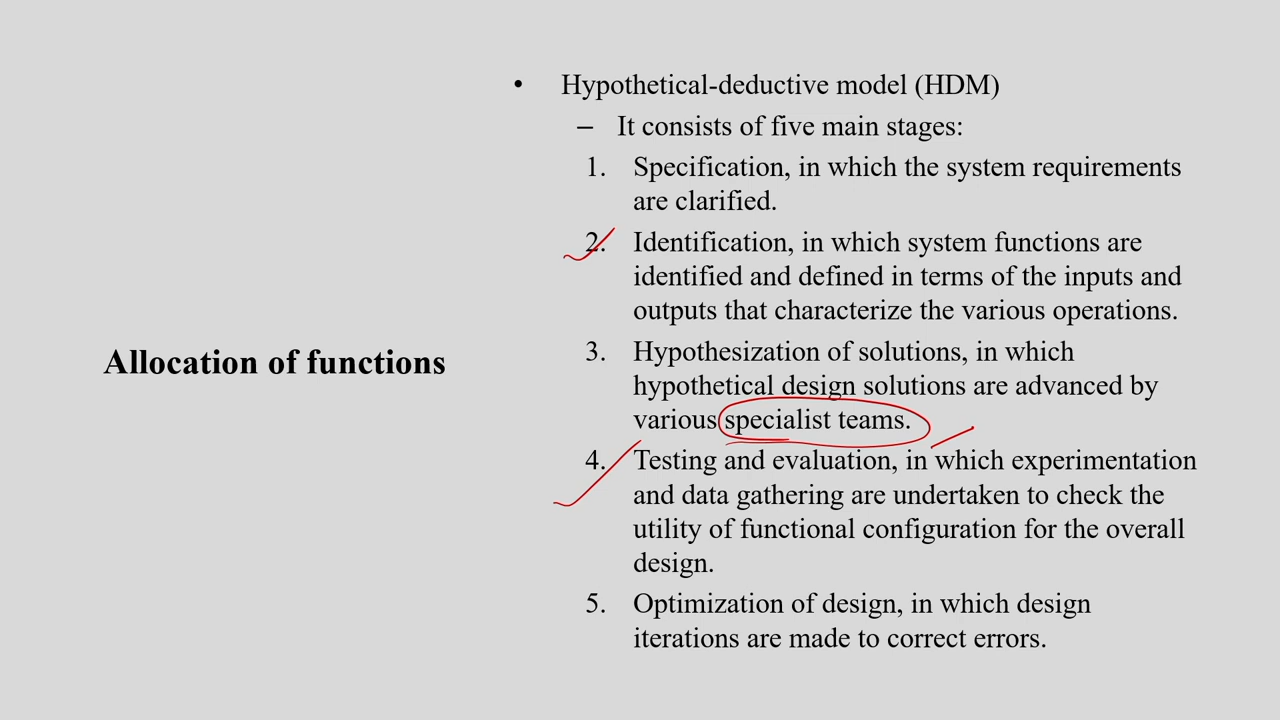 Allocation of functions
• Hypothetical-deductive model (HDM)
– It consists of five main stages:
1. Specification, in which the system requirements
are clarified.
2. Identification, in which system functions are
identified and defined in terms of the inputs and
outputs that characterize the various operations.
3. Hypothesization of solutions, in which
hypothetical design solutions are advanced by
various specialist teams.
4. Testing and evaluation, in which experimentation
and data gathering are undertaken to check the
utility of functional configuration for the overall
design.
5. Optimization of design, in which design
iterations are made to correct errors.